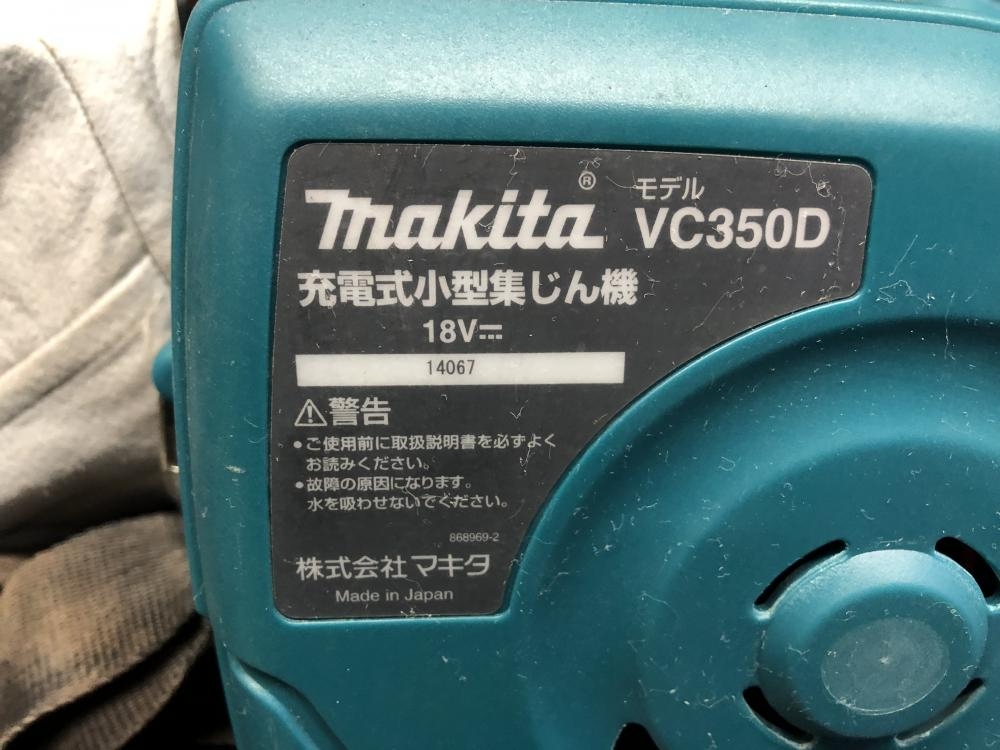 makita®
モデル
VC350D
充電式小型集じん機
18V⎓
14067
⚠警告
•ご使用前に取扱説明書を必ずよく
お読みください。
•故障の原因になります。
水を吸わせないでください。
868969-2
株式会社マキタ
Made in Japan